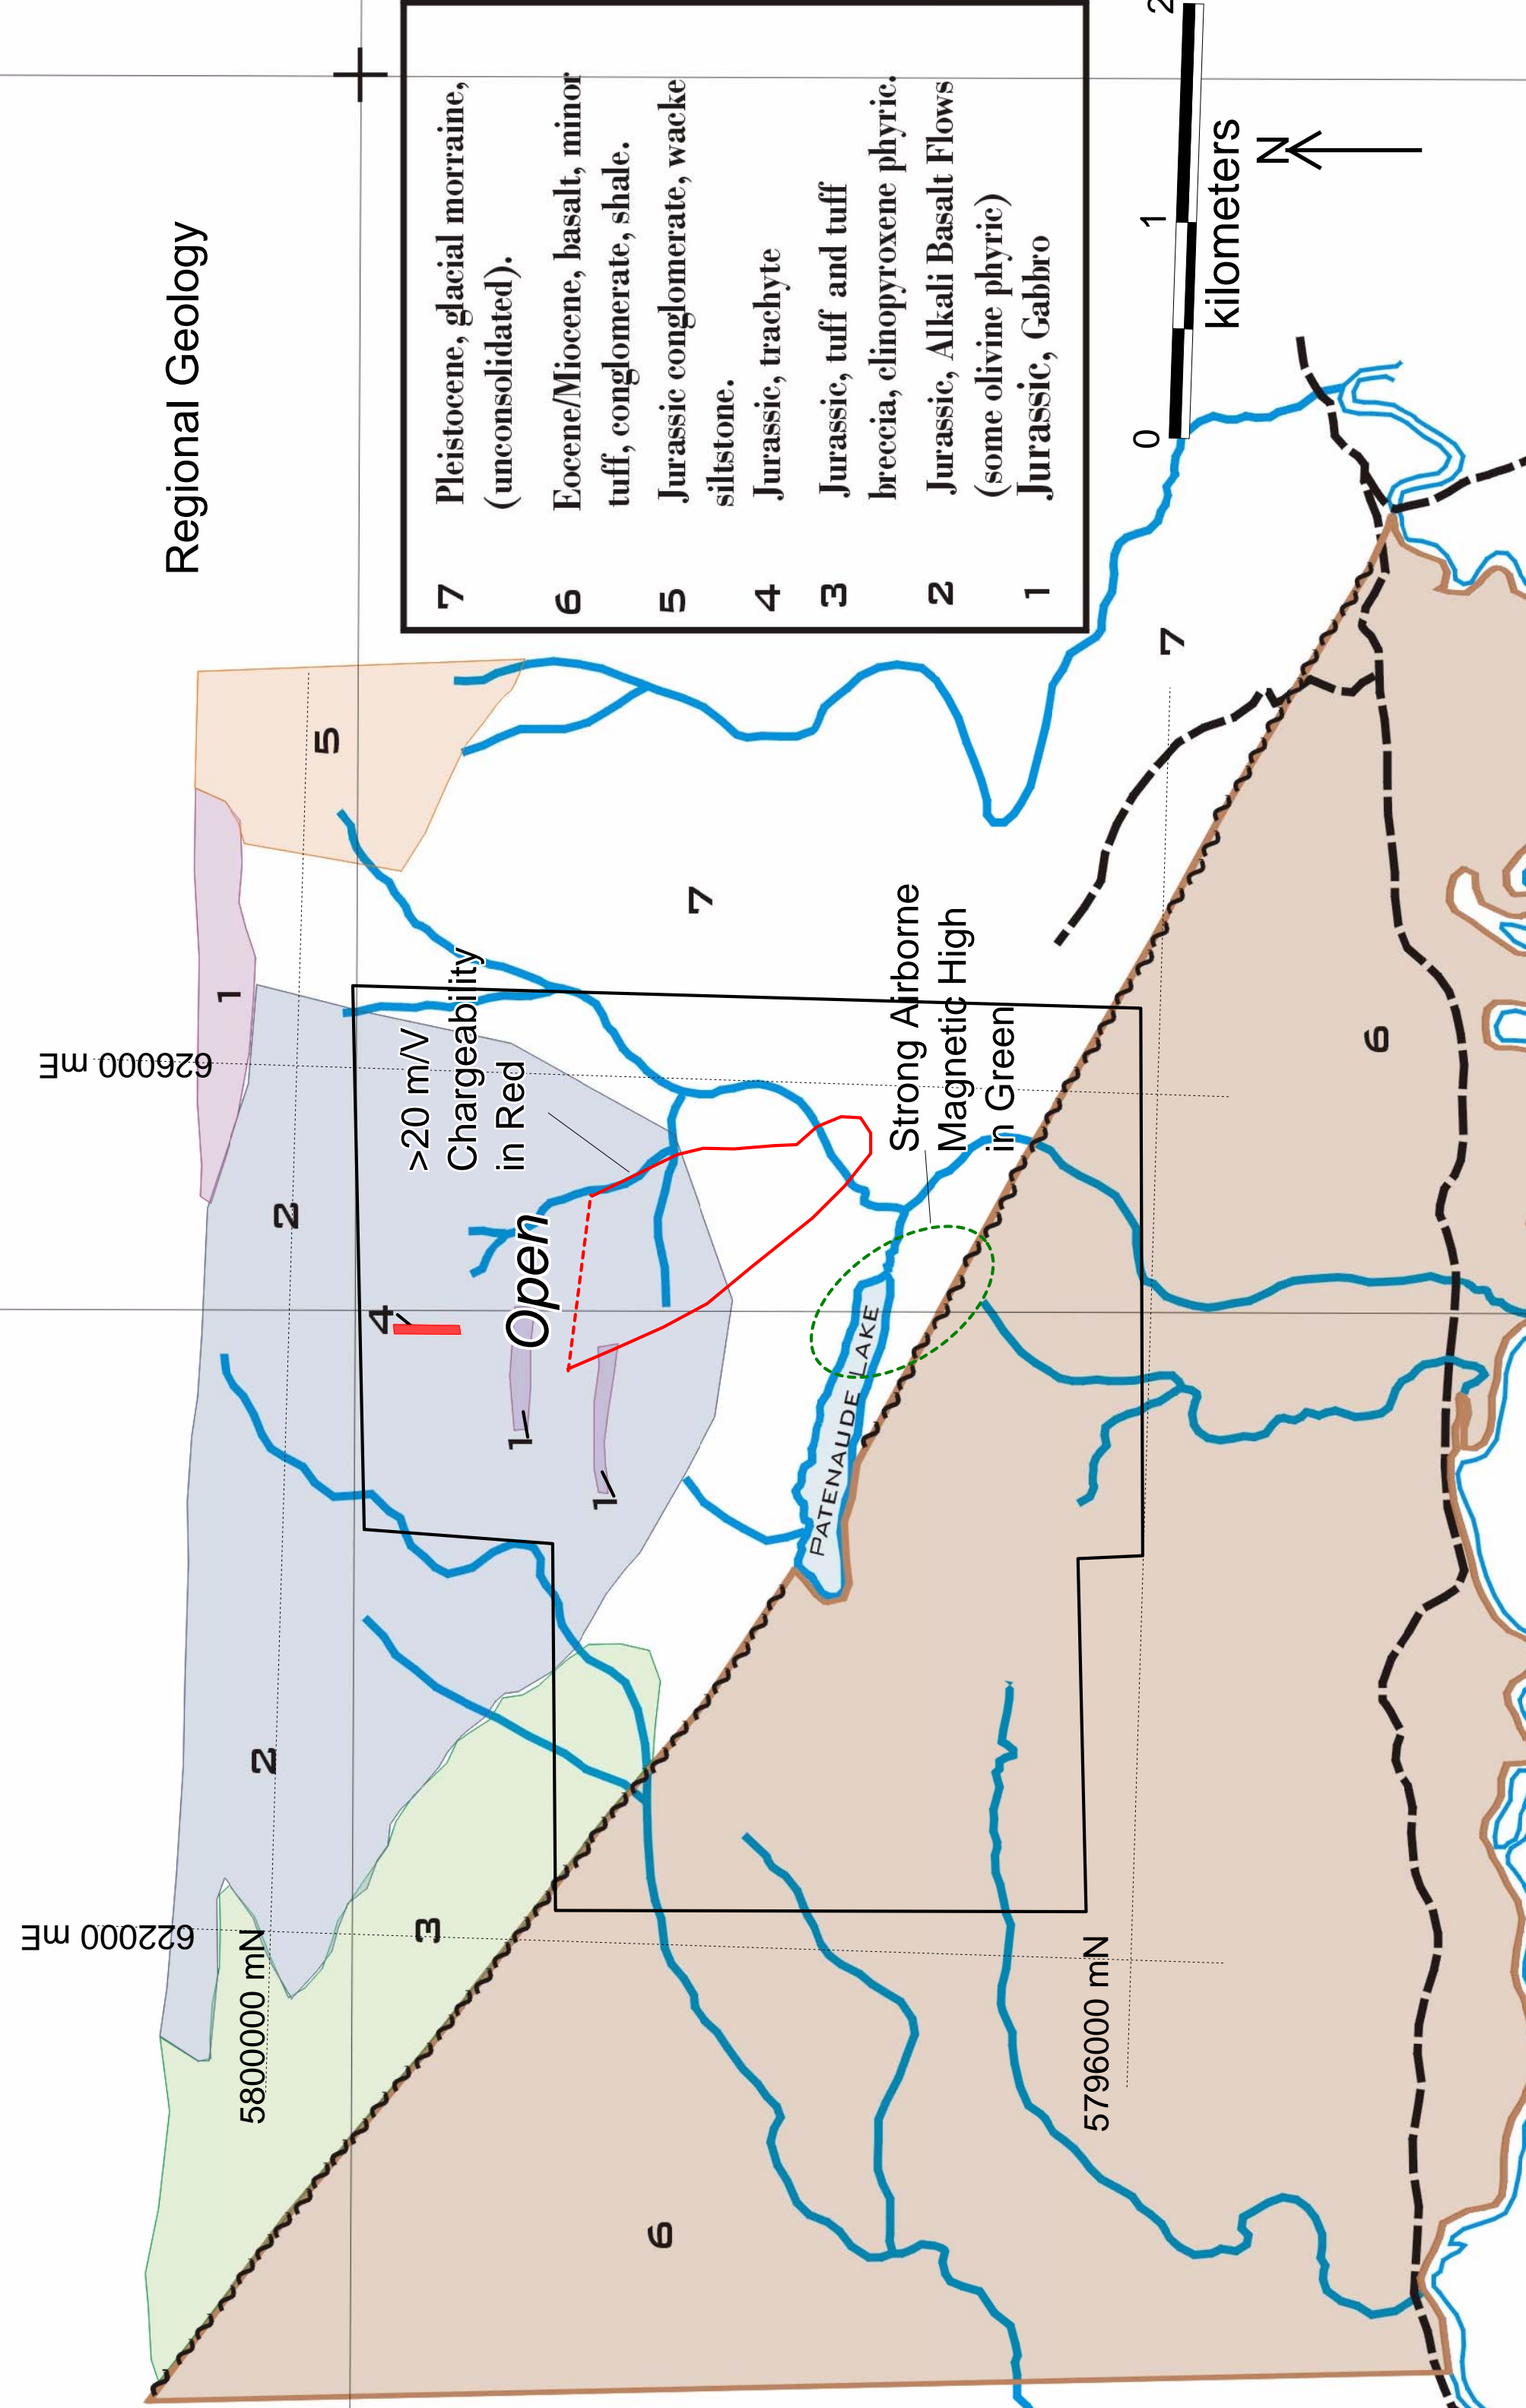 Regional Geology
7 Pleistocene, glacial morraine,
(unconsolidated).
6 Eocene/Miocene, basalt, minor
tuff, conglomerate, shale.
5 Jurassic conglomerate, wacke
siltstone.
4 Jurassic, trachyte
3 Jurassic, tuff and tuff
breccia, clinopyroxene phyric.
2 Jurassic, Alkali Basalt Flows
(some olivine phyric)
1 Jurassic, Gabbro
0 1 2
kilometers
N
622000 mE
626000 mE
5800000 mN
5796000 mN
2
2
1
5
3
4
Open
1
1
>20 m/V
Chargeability
in Red
7
Strong Airborne
Magnetic High
in Green
PATENAUDE LAKE
7
6
6